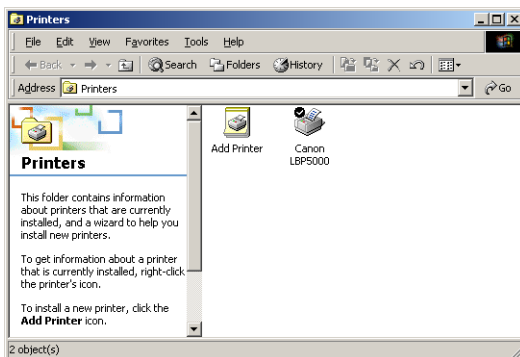 Printers
File Edit View Favorites Tools Help
Back Search Folders History
Address Printers Go
Printers
This folder contains information
about printers that are currently
installed, and a wizard to help you
install new printers.
To get information about a printer
that is currently installed, right-click
the printer's icon.
To install a new printer, click the
Add Printer icon.
Add Printer
Canon
LBP5000
2 object(s)